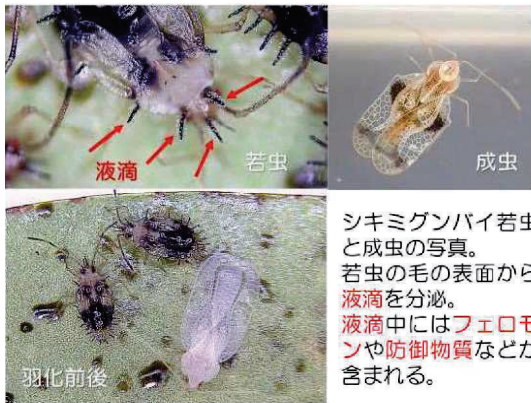 液滴
若虫
成虫
羽化前後
シキミグンバイ若虫
と成虫の写真。
若虫の毛の表面から
液滴を分泌。
液滴中にはフェロモ
ンや防御物質などが
含まれる。